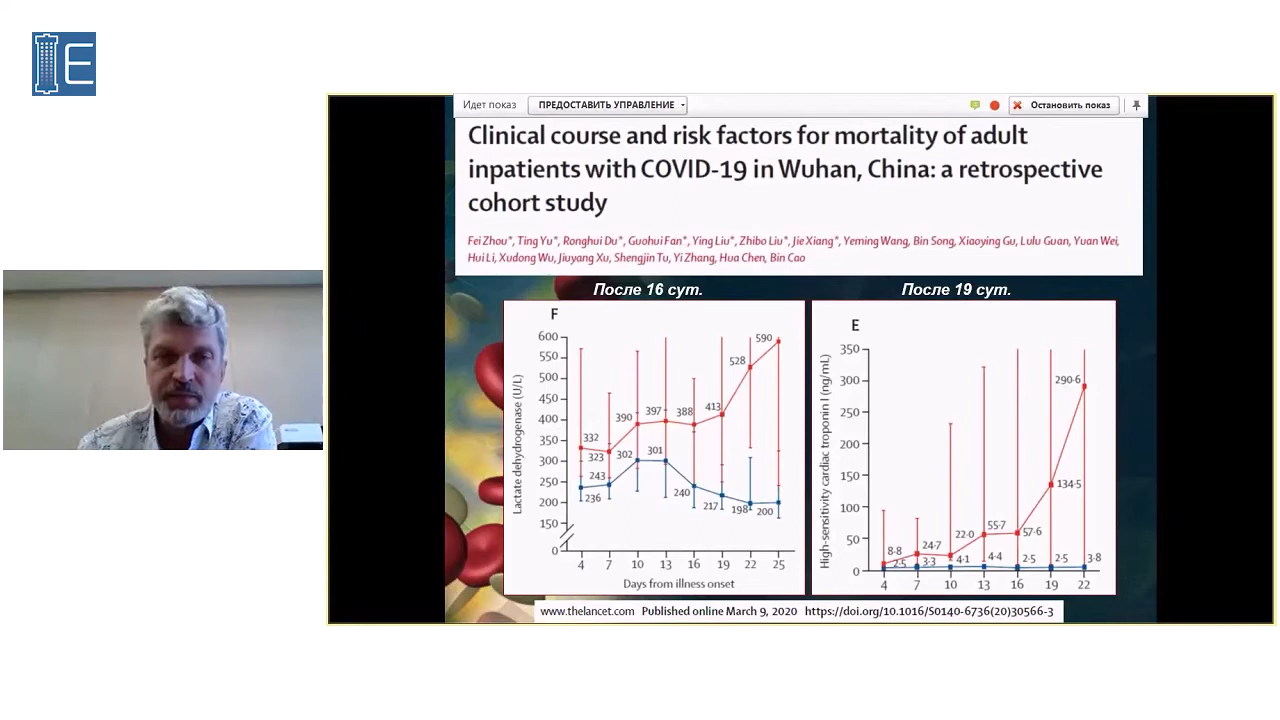 E
Идет показ
ПРЕДОСТАВИТЬ УПРАВЛЕНИЕ
Остановить показ
Clinical course and risk factors for mortality of adult
inpatients with COVID-19 in Wuhan, China: a retrospective
cohort study
Fei Zhou*, Ting Yu*, Ronghui Du*, Guohui Fan*, Ying Liu*, Zhibo Liu*, Jie Xiang*, Yeming Wang, Bin Song, Xiaoying Gu, Lulu Guan, Yuan Wei,
Hui Li, Xudong Wu, Jiuyang Xu, Shengjin Tu, Yi Zhang, Hua Chen, Bin Cao
После 16 сут.
F
Lactate dehydrogenase (U/L)
600
550
500
450
400
350
300
250
200
150
0
332
323
390
397
388
413
528
590
236
243
302
301
240
217
198
200
4 7 10 13 16 19 22 25
Days from illness onset
После 19 сут.
E
High-sensitivity cardiac troponin I (ng/mL)
350
300
250
200
150
100
50
0
8·8
24·7
22·0
55·7
57·6
134·5
290·6
2·5
3·3
4·1
4·4
2·5
2·5
3·8
4 7 10 13 16 19 22
www.thelancet.com Published online March 9, 2020 https://doi.org/10.1016/S0140-6736(20)30566-3